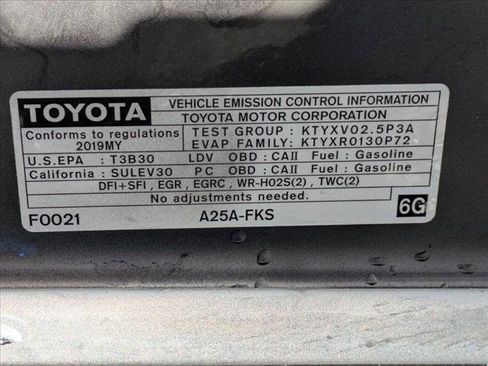 TOYOTA
VEHICLE EMISSION CONTROL INFORMATION
TOYOTA MOTOR CORPORATION
Conforms to regulations
2019MY
TEST GROUP : KTYXV02.5P3A
EVAP FAMILY: KTYXR0130P72
U.S.EPA : T3B30 LDV OBD : CAII Fuel : Gasoline
California : SULEV30 PC OBD : CAII Fuel : Gasoline
DFI+SFI, EGR, EGRC, WR-HO2S(2), TWC(2)
No adjustments needed.
F0021 A25A-FKS 6G